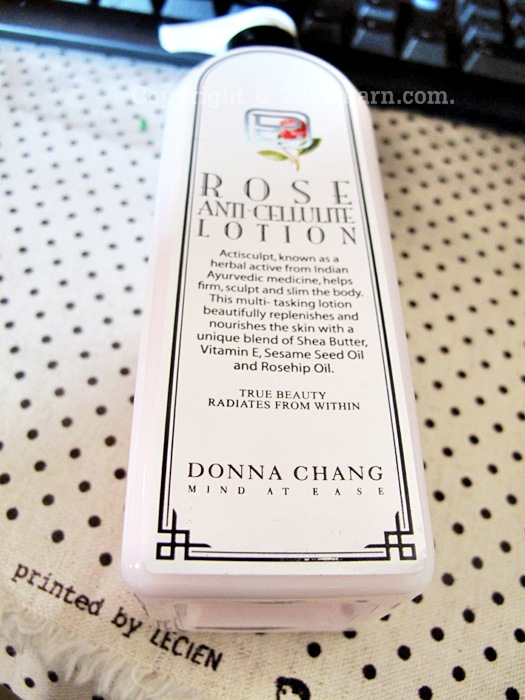 Copyright @
earn.com.
ROSE
ANTI-CELLULITE
LOTION
Actisculpt, known as a
herbal active from Indian
Ayurvedic medicine, helps
firm, sculpt and slim the body.
This multi- tasking lotion
beautifully replenishes and
nourishes the skin with a
unique blend of Shea Butter,
Vitamin E, Sesame Seed Oil
and Rosehip Oil.
TRUE BEAUTY
RADIATES FROM WITHIN
DONNA CHANG
MIND AT EASE
printed by LECIEN